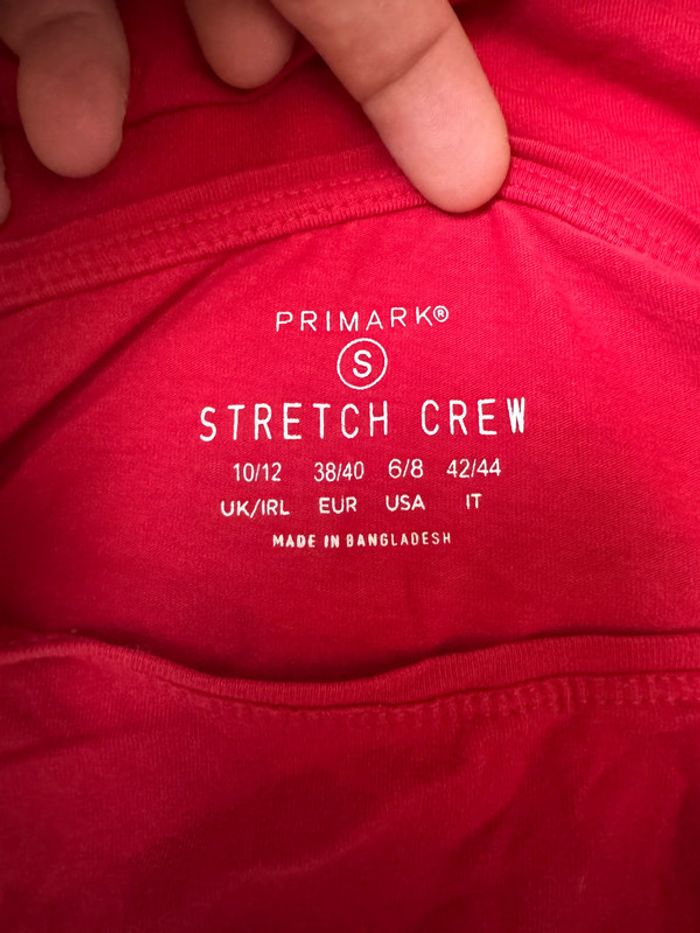 PRIMARK®
S
STRETCH CREW
10/12 38/40 6/8 42/44
UK/IRL EUR USA IT
MADE IN BANGLADESH